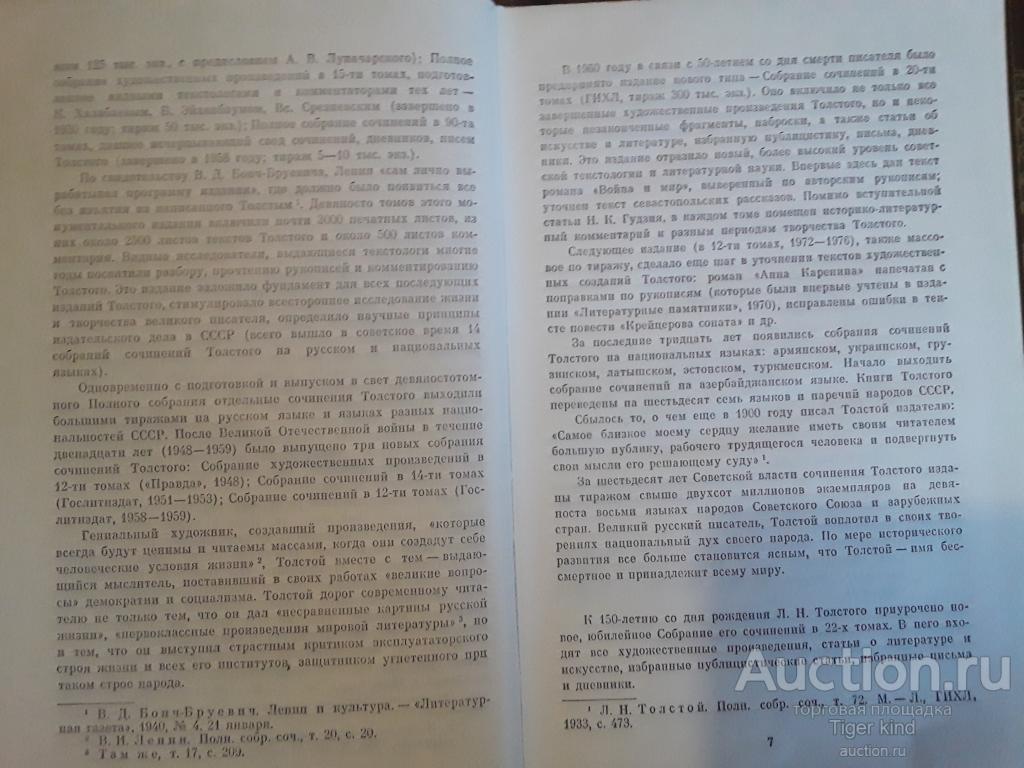 ком 125 тыс. экз., с предисловием А. В. Луначарского); Полное
собрание художественных произведений в 15-ти томах, подготов-
ленное видными текстологами и комментаторами тех лет —
К. Халабаевым, Б. Эйхенбаумом, Вс. Срезневским (завершено в
1930 году; тираж 50 тыс. экз.); Полное собрание сочинений в 90-та
томах, давшее исчерпывающий свод сочинений, дневников, писем
Толстого (завершено в 1958 году; тираж 5—10 тыс. экз.).
По свидетельству В. Д. Бонч-Бруевича, Ленин «сам лично вы-
рабатывал программу издания», где должно было появиться все
без изъятия из написанного Толстым¹. Девяносто томов этого мо-
нументального издания включили почти 3000 печатных листов, из
них около 2500 листов текстов Толстого и около 500 листов ком-
ментария. Видные исследователи, выдающиеся текстологи многие
годы посвятили разбору, прочтению рукописей и комментированию
Толстого. Это издание заложило фундамент для всех последующих
изданий Толстого, стимулировало всестороннее исследование жизни
и творчества великого писателя, определило научные принципы
издательского дела в СССР (всего вышло в советское время 14
собраний сочинений Толстого на русском и национальных
языках).
Одновременно с подготовкой и выпуском в свет девяностотом-
ного Полного собрания отдельные сочинения Толстого выходили
большими тиражами на русском языке и языках разных нацио-
нальностей СССР. После Великой Отечественной войны в течение
двенадцати лет (1948—1959) было выпущено три новых собрания
сочинений Толстого: Собрание художественных произведений в
12-ти томах («Правда», 1948); Собрание сочинений в 14-ти томах
(Гослитиздат, 1951—1953); Собрание сочинений в 12-ти томах (Гос-
литиздат, 1958—1959).
Гениальный художник, создавший произведения, «которые
всегда будут ценимы и читаемы массами, когда они создадут себе
человеческие условия жизни»², Толстой вместе с тем — выдаю-
щийся мыслитель, поставивший в своих работах «великие вопро-
сы» демократии и социализма. Толстой дорог современному чита-
телю не только тем, что он дал «несравненные картины русской
жизни», «первоклассные произведения мировой литературы»³, но
и тем, что он выступил страстным критиком эксплуататорского
строя жизни и всех его институтов, защитником угнетенного при
таком строе народа.
¹ В. Д. Бонч-Бруевич. Ленин и культура. — «Литератур-
ная газета», 1940, № 4, 21 января.
² В. И. Ленин. Полн. собр. соч., т. 20, с. 20.
³ Там же, т. 17, с. 209.
В 1960 году в связи с 50-летием со дня смерти писателя было
предпринято издание нового типа — Собрание сочинений в 20-ти
томах (ГИХЛ, тираж 300 тыс. экз.). Оно включило не только все
завершенные художественные произведения Толстого, но и неко-
торые незаконченные фрагменты, наброски, а также статьи об
искусстве и литературе, избранную публицистику, письма, днев-
ники. Это издание отразило новый, более высокий уровень совет-
ской текстологии и литературной науки. Впервые здесь дан текст
романа «Война и мир», выверенный по авторским рукописям;
уточнен текст севастопольских рассказов. Помимо вступительной
статьи Н. К. Гудзия, в каждом томе помещен историко-литератур-
ный комментарий к разным периодам творчества Толстого.
Следующее издание (в 12-ти томах, 1972—1976), также массо-
вое по тиражу, сделало еще шаг в уточнении текстов художествен-
ных созданий Толстого: роман «Анна Каренина» напечатан с
поправками по рукописям (которые были впервые учтены в изда-
нии «Литературные памятники», 1970), исправлены ошибки в тек-
сте повести «Крейцерова соната» и др.
За последние тридцать лет появились собрания сочинений
Толстого на национальных языках: армянском, украинском, гру-
зинском, латышском, эстонском, туркменском. Начало выходить
собрание сочинений на азербайджанском языке. Книги Толстого
переведены на шестьдесят семь языков и наречий народов СССР.
Сбылось то, о чем еще в 1900 году писал Толстой издателю:
«Самое близкое моему сердцу желание иметь своим читателем
большую публику, рабочего трудящегося человека и подвергнуть
свои мысли его решающему суду»¹.
За шестьдесят лет Советской власти сочинения Толстого изда-
ны тиражом свыше двухсот миллионов экземпляров на девя-
носта восьми языках народов Советского Союза и зарубежных
стран. Великий русский писатель, Толстой воплотил в своих тво-
рениях национальный дух своего народа. По мере исторического
развития все больше становится ясным, что Толстой — имя бес-
смертное и принадлежит всему миру.
К 150-летию со дня рождения Л. Н. Толстого приурочено но-
вое, юбилейное Собрание его сочинений в 22-х томах. В него вхо-
дят все художественные произведения, статьи о литературе и
искусстве, избранные публицистические статьи, избранные письма
и дневники.
¹ Л. Н. Толстой. Полн. собр. соч., т. 72. М. — Л., ГИХЛ,
1933, с. 473.
7
Auction.ru
торговая площадка
Tiger kind
auction.ru